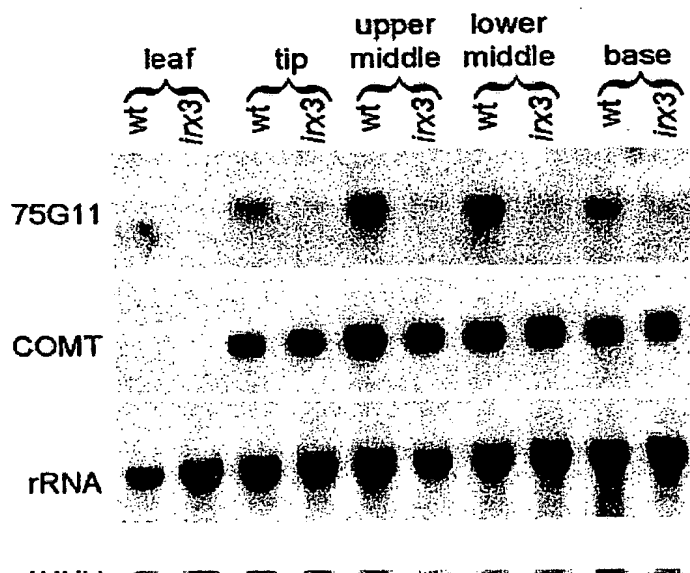 leaf tip upper middle lower middle base
wt irx3 wt irx3 wt irx3 wt irx3 wt irx3
75G11
COMT
rRNA